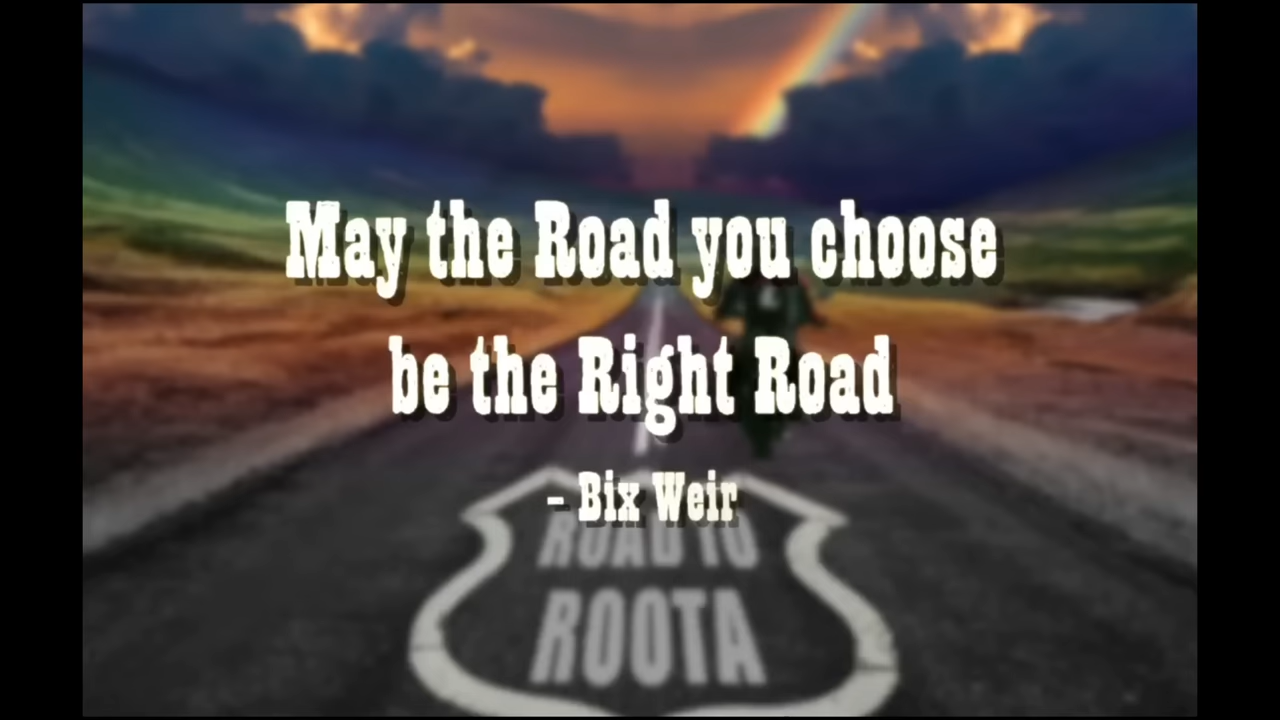 May the Road you choose
be the Right Road
- Bix Weir
ROAD TO
ROOTA